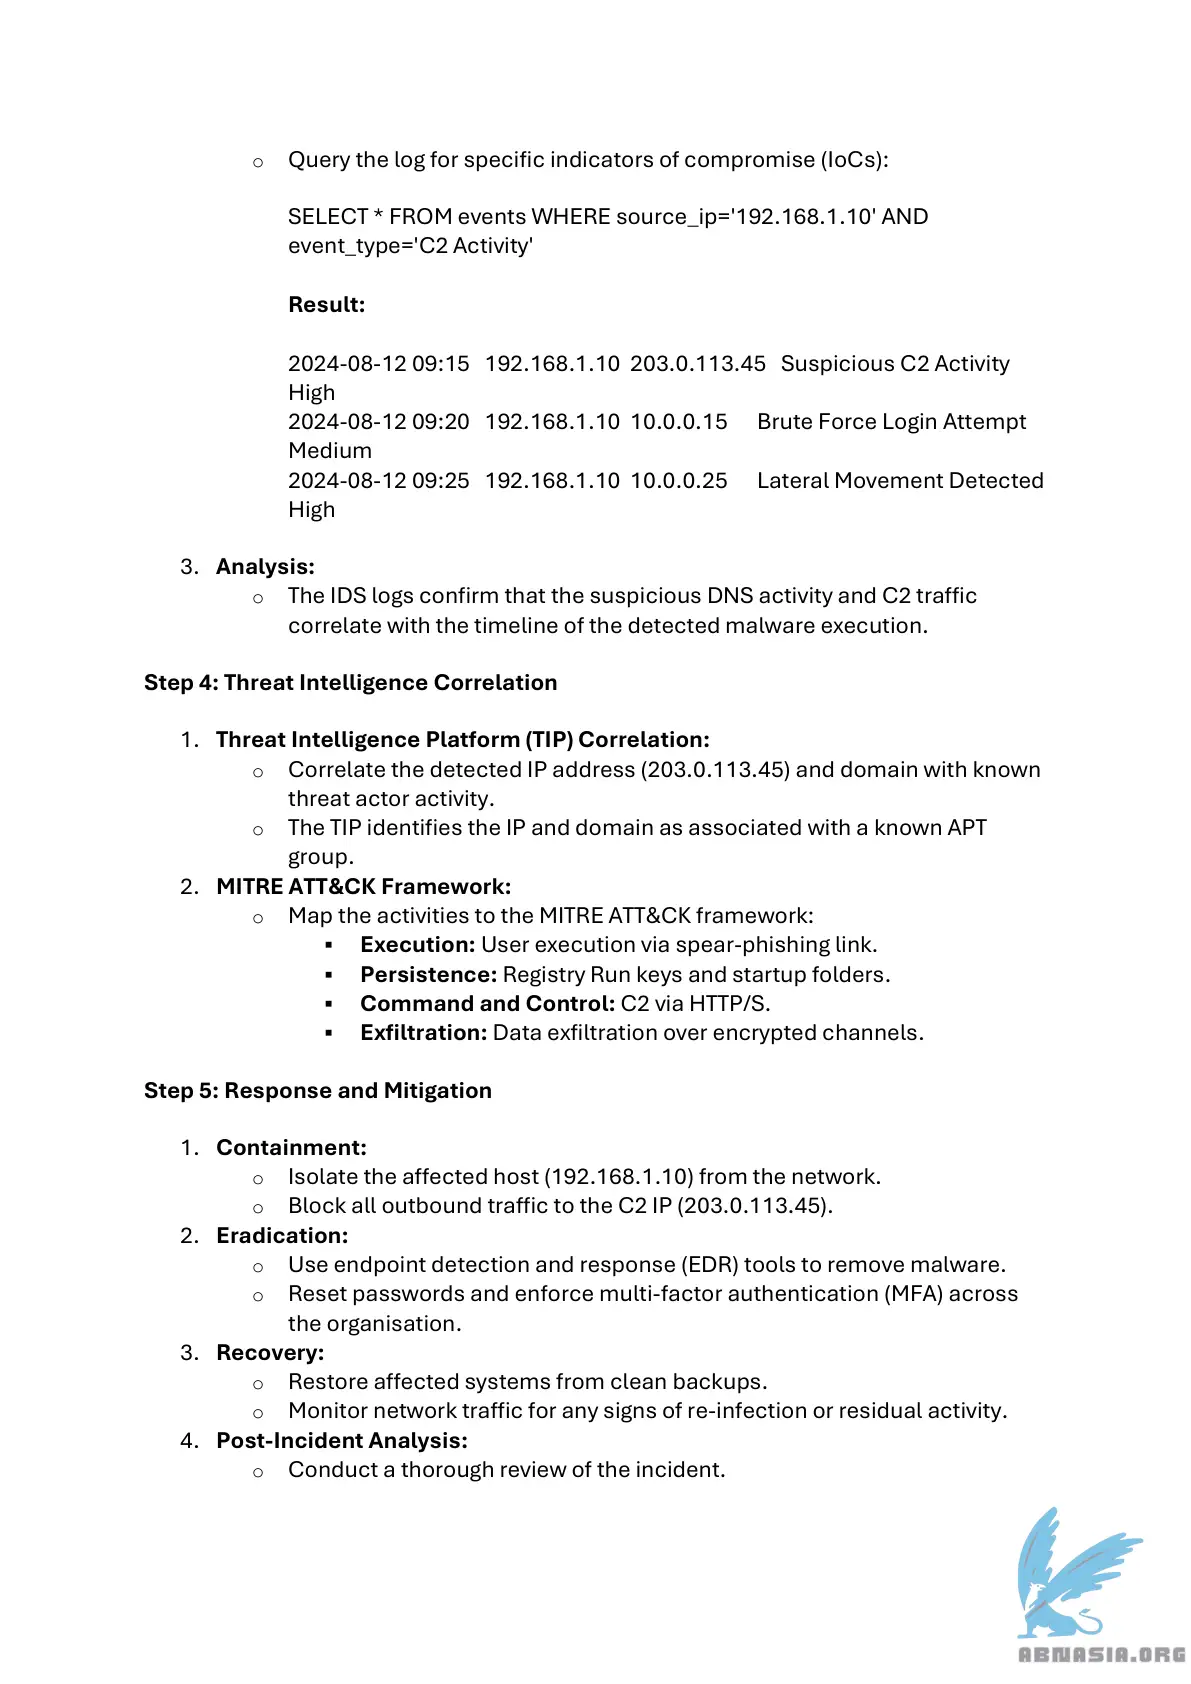 o Query the log for specific indicators of compromise (IoCs):
SELECT * FROM events WHERE source_ip='192.168.1.10' AND
event_type='C2 Activity'
Result:
2024-08-12 09:15 192.168.1.10 203.0.113.45 Suspicious C2 Activity
High
2024-08-12 09:20 192.168.1.10 10.0.0.15 Brute Force Login Attempt
Medium
2024-08-12 09:25 192.168.1.10 10.0.0.25 Lateral Movement Detected
High
3. Analysis:
o The IDS logs confirm that the suspicious DNS activity and C2 traffic
correlate with the timeline of the detected malware execution.
Step 4: Threat Intelligence Correlation
1. Threat Intelligence Platform (TIP) Correlation:
o Correlate the detected IP address (203.0.113.45) and domain with known
threat actor activity.
o The TIP identifies the IP and domain as associated with a known APT
group.
2. MITRE ATT&CK Framework:
o Map the activities to the MITRE ATT&CK framework:
▪ Execution: User execution via spear-phishing link.
▪ Persistence: Registry Run keys and startup folders.
▪ Command and Control: C2 via HTTP/S.
▪ Exfiltration: Data exfiltration over encrypted channels.
Step 5: Response and Mitigation
1. Containment:
o Isolate the affected host (192.168.1.10) from the network.
o Block all outbound traffic to the C2 IP (203.0.113.45).
2. Eradication:
o Use endpoint detection and response (EDR) tools to remove malware.
o Reset passwords and enforce multi-factor authentication (MFA) across
the organisation.
3. Recovery:
o Restore affected systems from clean backups.
o Monitor network traffic for any signs of re-infection or residual activity.
4. Post-Incident Analysis:
o Conduct a thorough review of the incident.
ABNASIA.ORG